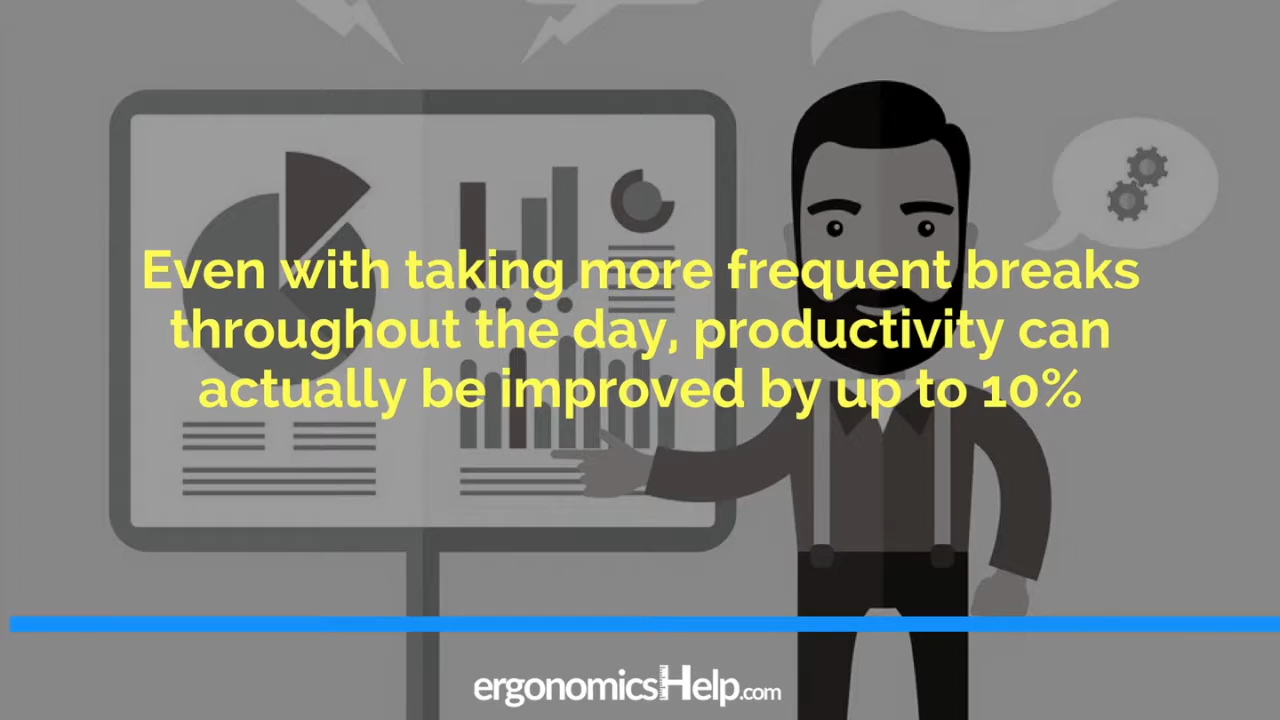 Even with taking more frequent breaks
throughout the day, productivity can
actually be improved by up to 10%
ergonomicsHelp.com